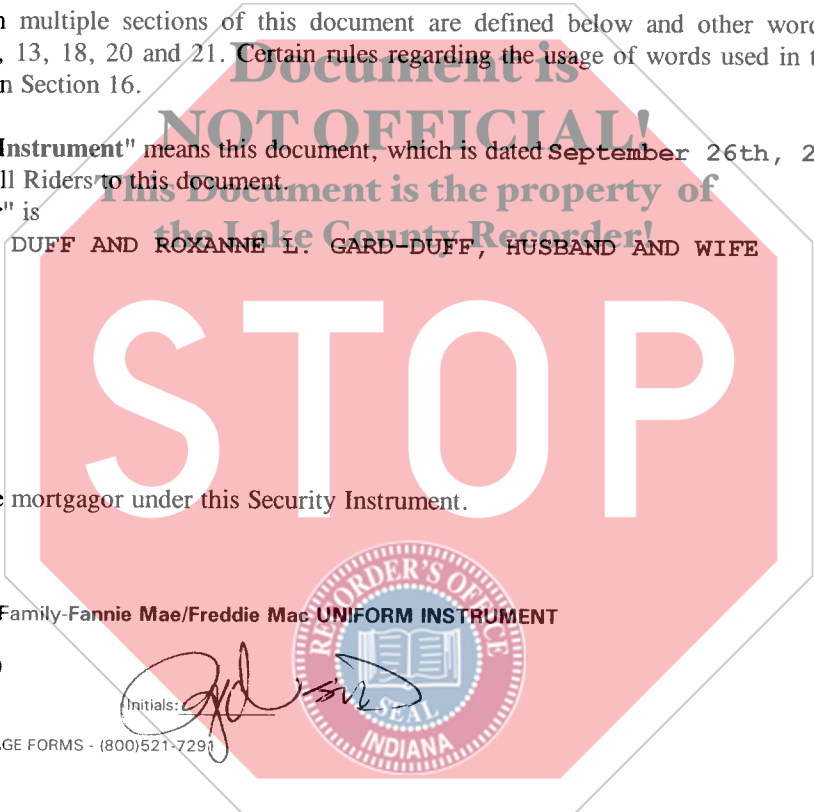 multiple sections of this document are defined below and other
, 13, 18, 20 and 21. Certain rules regarding the usage of words used in
n Section 16.
Document is
NOT OFFICIAL!
Instrument" means this document, which is dated September 26th, 2
ll Riders to this document.
This Document is the property of
" is
the Lake County Recorder!
DUFF AND ROXANNE L. GARD-DUFF, HUSBAND AND WIFE
STOP
mortgagor under this Security Instrument.
RECORDER'S OFFICE
Family-Fannie Mae/Freddie Mac UNIFORM INSTRUMENT
Initials:
SEAL
INDIANA
GE FORMS - (800)521-7291